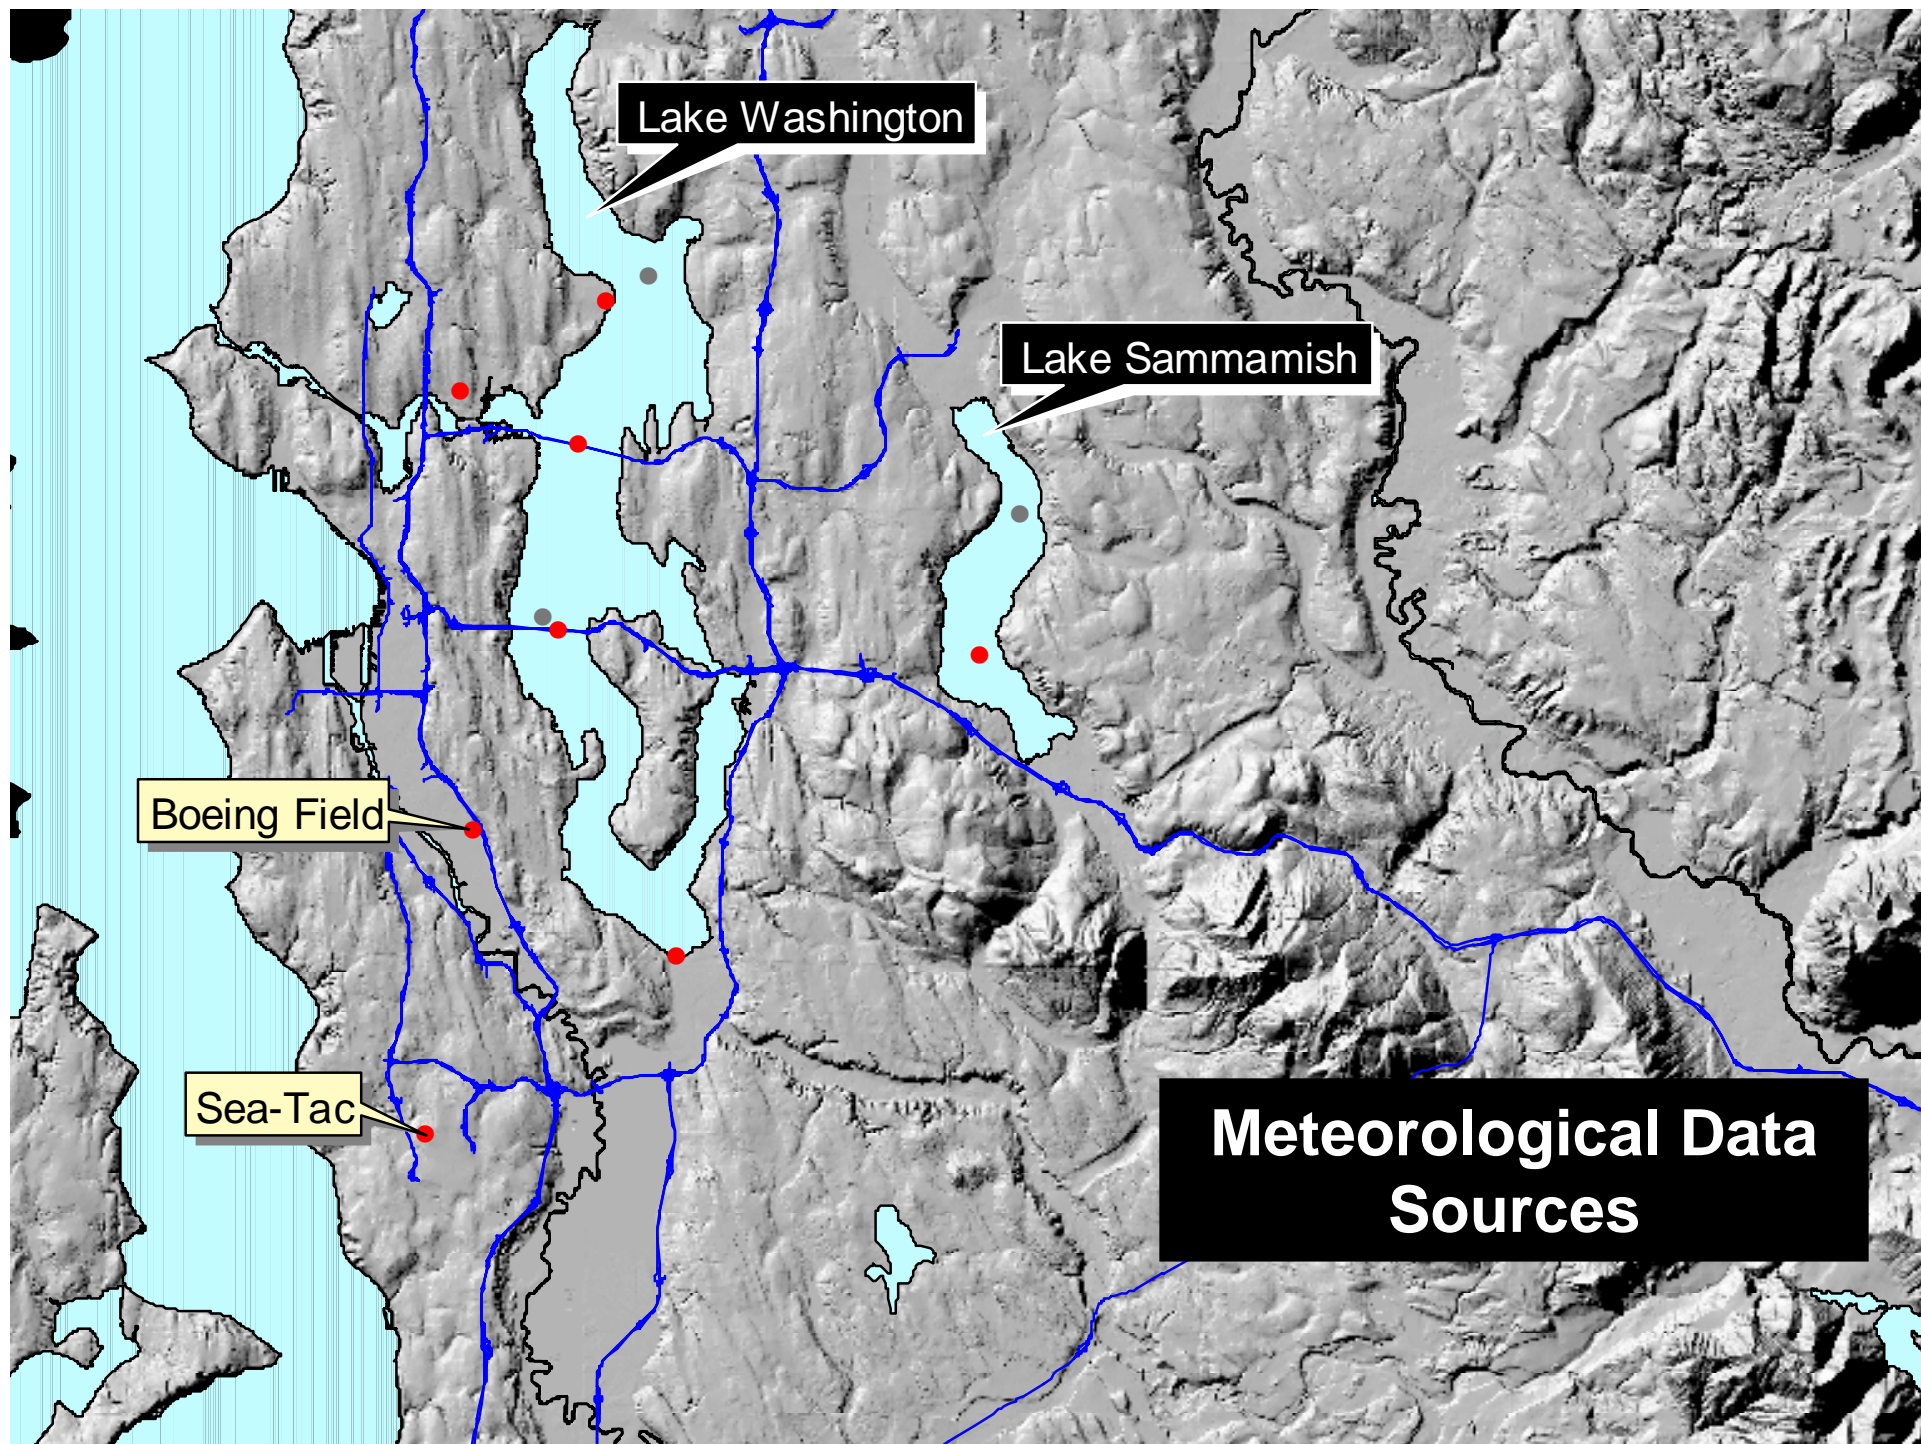 Lake Washington
Lake Sammamish
Boeing Field
Sea-Tac
Meteorological Data
Sources